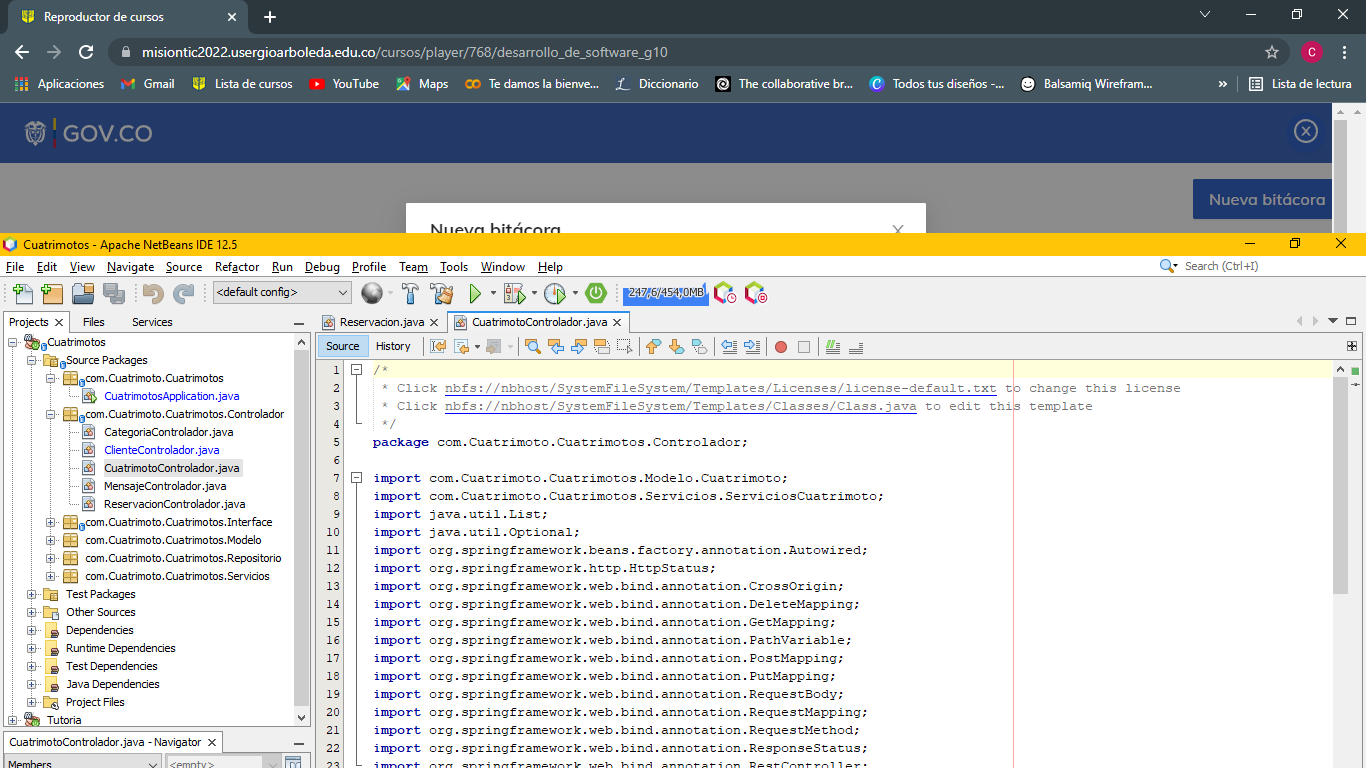 Reproductor de cursos
misiontic2022.usergioarboleda.edu.co/cursos/player/768/desarrollo_de_software_g10
C
Aplicaciones Gmail Lista de cursos YouTube Maps Te damos la bienve... Diccionario The collaborative br... Todos tus diseños -... Balsamiq Wirefram... » Lista de lectura
GOV.CO
Nueva bitácora
Nueva bitácora
Cuatrimotos - Apache NetBeans IDE 12.5
File Edit View Navigate Source Refactor Run Debug Profile Team Tools Window Help Search (Ctrl+I)
<default config> 247,6/454,0MB
Projects Files Services
Reservacion.java CuatrimotoControlador.java
Source History
Cuatrimotos
Source Packages
com.Cuatrimoto.Cuatrimotos
CuatrimotosApplication.java
com.Cuatrimoto.Cuatrimotos.Controlador
CategoriaControlador.java
ClienteControlador.java
CuatrimotoControlador.java
MensajeControlador.java
ReservacionControlador.java
com.Cuatrimoto.Cuatrimotos.Interface
com.Cuatrimoto.Cuatrimotos.Modelo
com.Cuatrimoto.Cuatrimotos.Repositorio
com.Cuatrimoto.Cuatrimotos.Servicios
Test Packages
Other Sources
Dependencies
Runtime Dependencies
Test Dependencies
Java Dependencies
Project Files
Tutoria
CuatrimotoControlador.java - Navigator
Members <empty>
1 /*
2 * Click nbfs://nbhost/SystemFileSystem/Templates/Licenses/license-default.txt to change this license
3 * Click nbfs://nbhost/SystemFileSystem/Templates/Classes/Class.java to edit this template
4 */
5 package com.Cuatrimoto.Cuatrimotos.Controlador;
6
7 import com.Cuatrimoto.Cuatrimotos.Modelo.Cuatrimoto;
8 import com.Cuatrimoto.Cuatrimotos.Servicios.ServiciosCuatrimoto;
9 import java.util.List;
10 import java.util.Optional;
11 import org.springframework.beans.factory.annotation.Autowired;
12 import org.springframework.http.HttpStatus;
13 import org.springframework.web.bind.annotation.CrossOrigin;
14 import org.springframework.web.bind.annotation.DeleteMapping;
15 import org.springframework.web.bind.annotation.GetMapping;
16 import org.springframework.web.bind.annotation.PathVariable;
17 import org.springframework.web.bind.annotation.PostMapping;
18 import org.springframework.web.bind.annotation.PutMapping;
19 import org.springframework.web.bind.annotation.RequestBody;
20 import org.springframework.web.bind.annotation.RequestMapping;
21 import org.springframework.web.bind.annotation.RequestMethod;
22 import org.springframework.web.bind.annotation.ResponseStatus;
23 import org.springframework.web.bind.annotation.RestController;